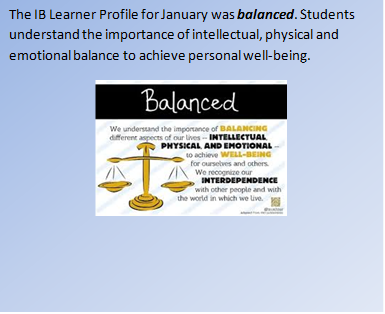 The IB Learner Profile for January was balanced. Students
understand the importance of intellectual, physical and
emotional balance to achieve personal well-being.
Balanced
We understand the importance of BALANCING
different aspects of our lives – INTELLECTUAL,
PHYSICAL, AND EMOTIONAL –
to achieve WELL-BEING
for ourselves and others.
We recognize our
INTERDEPENDENCE
with other people and with
the world in which we live.